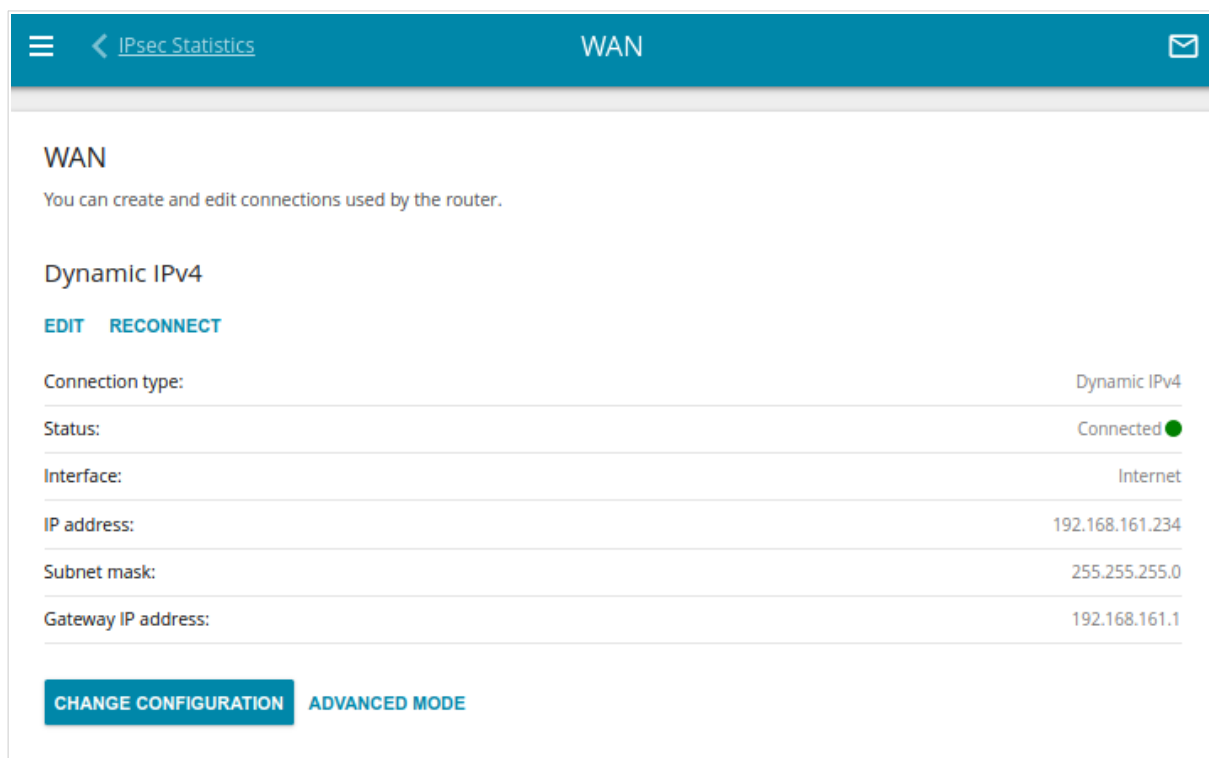 IPsec Statistics WAN
WAN
You can create and edit connections used by the router.
Dynamic IPv4
EDIT RECONNECT
Connection type: Dynamic IPv4
Status: Connected
Interface: Internet
IP address: 192.168.161.234
Subnet mask: 255.255.255.0
Gateway IP address: 192.168.161.1
CHANGE CONFIGURATION ADVANCED MODE